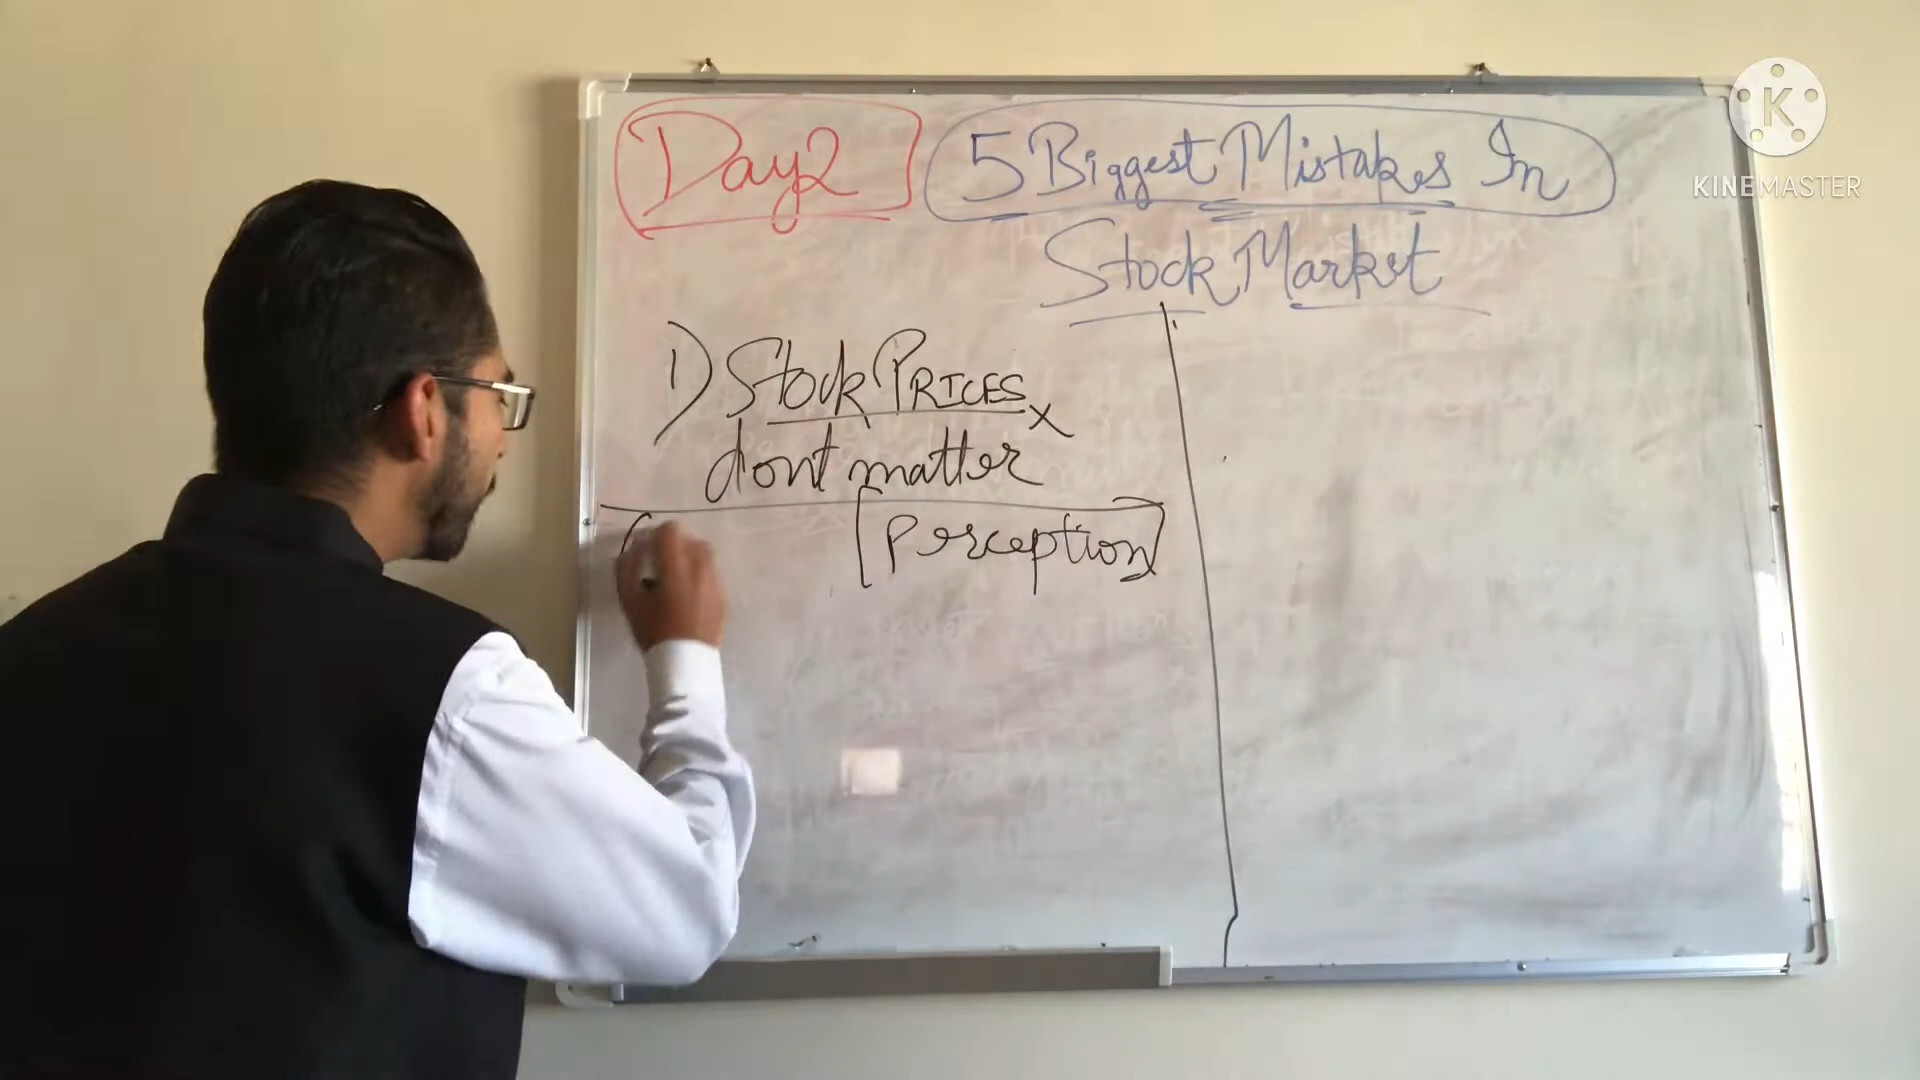 Day2 5 Biggest Mistakes In
Stock Market
1) Stock PRICES x
dont matter
[Perception]
K
KINEMASTER